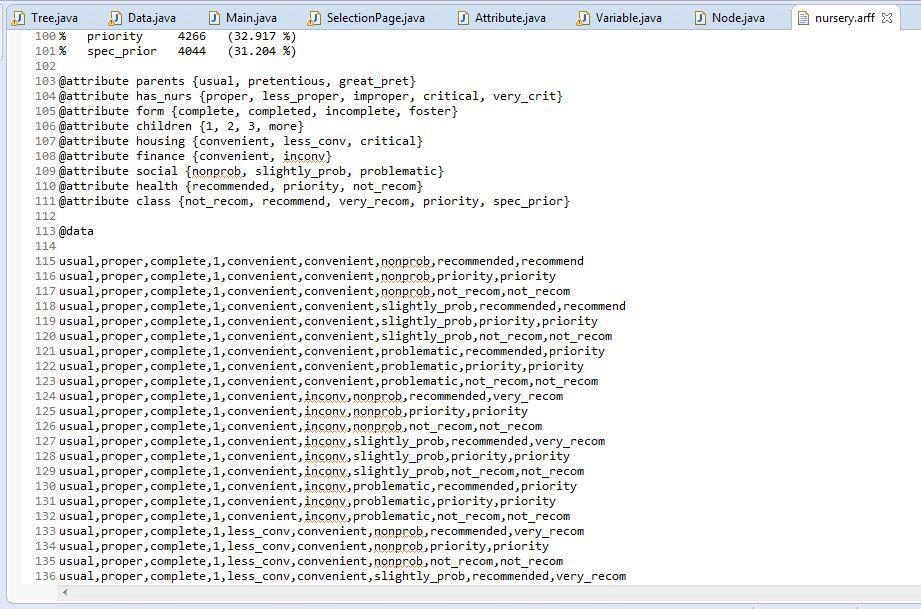 Tree.java Data.java Main.java SelectionPage.java Attribute.java Variable.java Node.java nursery.arff
100 % priority 4266 (32.917 %)
101 % spec_prior 4044 (31.204 %)
102
103 @attribute parents {usual, pretentious, great_pret}
104 @attribute has_nurs {proper, less_proper, improper, critical, very_crit}
105 @attribute form {complete, completed, incomplete, foster}
106 @attribute children {1, 2, 3, more}
107 @attribute housing {convenient, less_conv, critical}
108 @attribute finance {convenient, inconv}
109 @attribute social {nonprob, slightly_prob, problematic}
110 @attribute health {recommended, priority, not_recom}
111 @attribute class {not_recom, recommend, very_recom, priority, spec_prior}
112
113 @data
114
115 usual,proper,complete,1,convenient,convenient,nonprob,recommended,recommend
116 usual,proper,complete,1,convenient,convenient,nonprob,priority,priority
117 usual,proper,complete,1,convenient,convenient,nonprob,not_recom,not_recom
118 usual,proper,complete,1,convenient,convenient,slightly_prob,recommended,recommend
119 usual,proper,complete,1,convenient,convenient,slightly_prob,priority,priority
120 usual,proper,complete,1,convenient,convenient,slightly_prob,not_recom,not_recom
121 usual,proper,complete,1,convenient,convenient,problematic,recommended,priority
122 usual,proper,complete,1,convenient,convenient,problematic,priority,priority
123 usual,proper,complete,1,convenient,convenient,problematic,not_recom,not_recom
124 usual,proper,complete,1,convenient,inconv,nonprob,recommended,very_recom
125 usual,proper,complete,1,convenient,inconv,nonprob,priority,priority
126 usual,proper,complete,1,convenient,inconv,nonprob,not_recom,not_recom
127 usual,proper,complete,1,convenient,inconv,slightly_prob,recommended,very_recom
128 usual,proper,complete,1,convenient,inconv,slightly_prob,priority,priority
129 usual,proper,complete,1,convenient,inconv,slightly_prob,not_recom,not_recom
130 usual,proper,complete,1,convenient,inconv,problematic,recommended,priority
131 usual,proper,complete,1,convenient,inconv,problematic,priority,priority
132 usual,proper,complete,1,convenient,inconv,problematic,not_recom,not_recom
133 usual,proper,complete,1,less_conv,convenient,nonprob,recommended,very_recom
134 usual,proper,complete,1,less_conv,convenient,nonprob,priority,priority
135 usual,proper,complete,1,less_conv,convenient,nonprob,not_recom,not_recom
136 usual,proper,complete,1,less_conv,convenient,slightly_prob,recommended,very_recom